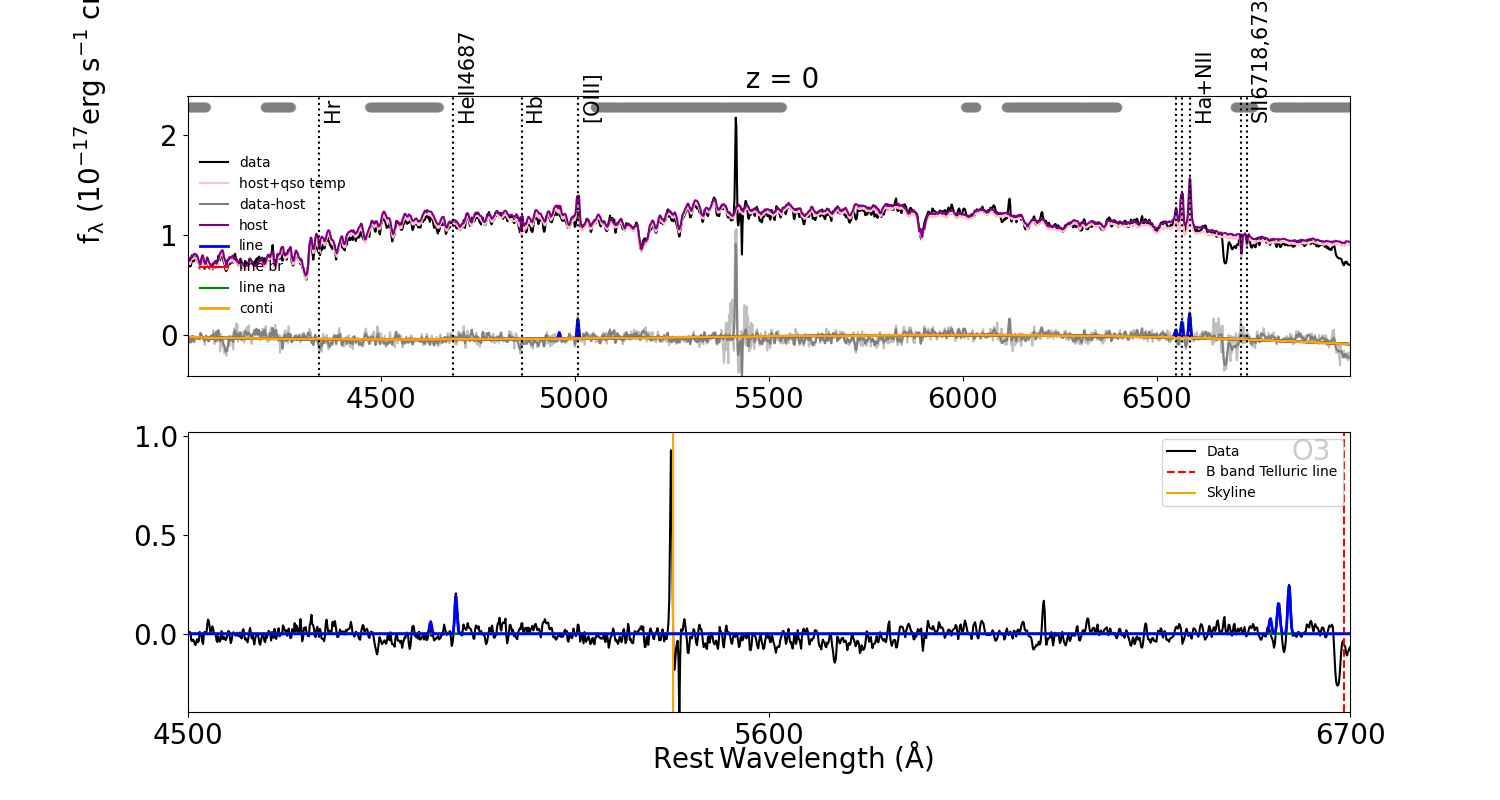 z = 0
f_λ (10^−17 erg s^−1
Hr
HeII4687
Hb
[OIII]
Ha+NII
SII6718,673
2
1
0
data
host+qso temp
data-host
host
line
line br
line na
conti
4500
5000
5500
6000
6500
1.0
0.5
0.0
O3
Data
B band Telluric line
Skyline
4500
5600
6700
Rest Wavelength (Å)